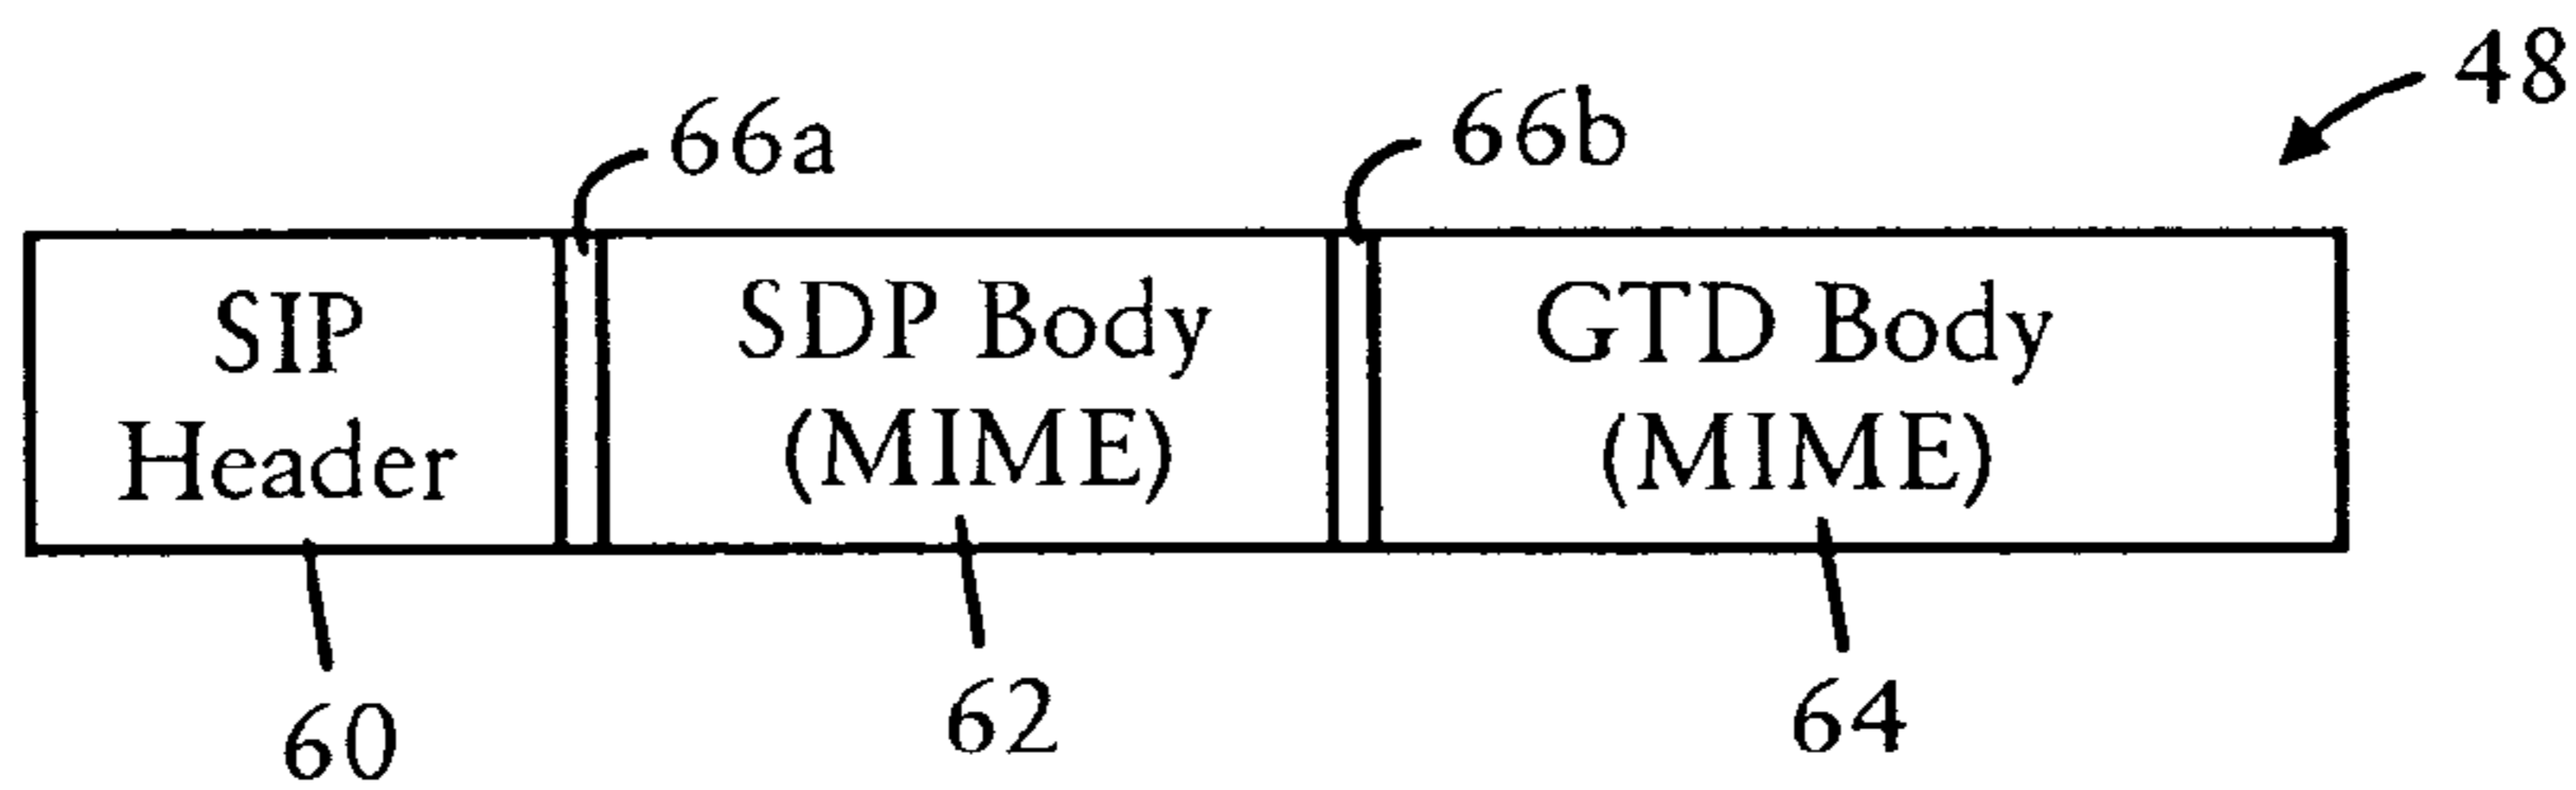 48
66a
66b
SIP
Header
SDP Body
(MIME)
GTD Body
(MIME)
60
62
64